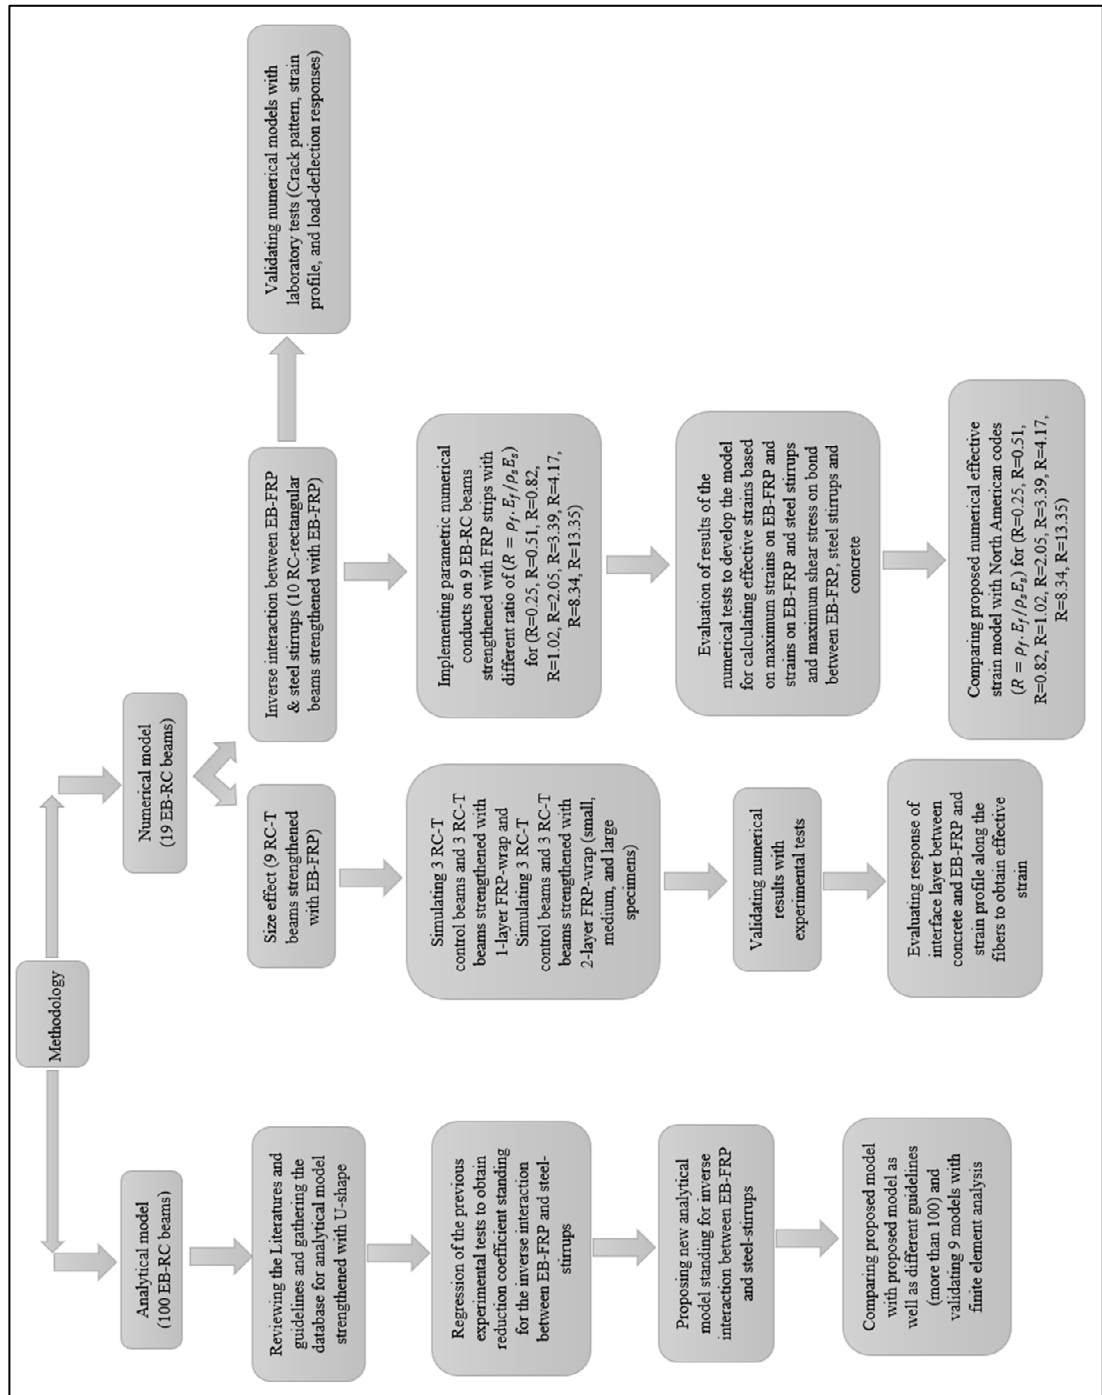 Methodology
Analytical model
(100 EB-RC beams)
Reviewing the Literatures and
guidelines and gathering the
database for analytical model
strengthened with U-shape
Regression of the previous
experimental tests to obtain
reduction coefficient standing
for the inverse interaction
between EB-FRP and steel-
stirrups
Proposing new analytical
model standing for inverse
interaction between EB-FRP
and steel-stirrups
Comparing proposed model
with proposed model as
well as different guidelines
(more than 100) and
validating 9 models with
finite element analysis
Numerical model
(19 EB-RC beams)
Size effect (9 RC-T
beams strengthened
with EB-FRP)
Simulating 3 RC-T
control beams and 3 RC-T
beams strengthened with
1-layer FRP-wrap and
Simulating 3 RC-T
control beams and 3 RC-T
beams strengthened with
2-layer FRP-wrap (small,
medium, and large
specimens)
Validating numerical
results with
experimental tests
Evaluating response of
interface layer between
concrete and EB-FRP and
strain profile along the
fibers to obtain effective
strain
Inverse interaction between EB-FRP
& steel stirrups (10 RC-rectangular
beams strengthened with EB-FRP)
Implementing parametric numerical
conducts on 9 EB-RC beams
strengthened with FRP strips with
different ratio of (R = ρf.Ef/ρsEs)
for (R=0.25, R=0.51, R=0.82,
R=1.02, R=2.05, R=3.39, R=4.17,
R=8.34, R=13.35)
Evaluation of results of the
numerical tests to develop the model
for calculating effective strains based
on maximum strains on EB-FRP and
strains on EB-FRP and steel stirrups
and maximum shear stress on bond
between EB-FRP, steel stirrups and
concrete
Comparing proposed numerical effective
strain model with North American codes
(R = ρf.Ef/ρsEs) for (R=0.25, R=0.51,
R=0.82, R=1.02, R=2.05, R=3.39, R=4.17,
R=8.34, R=13.35)
Validating numerical models with
laboratory tests (Crack pattern, strain
profile, and load-deflection responses)